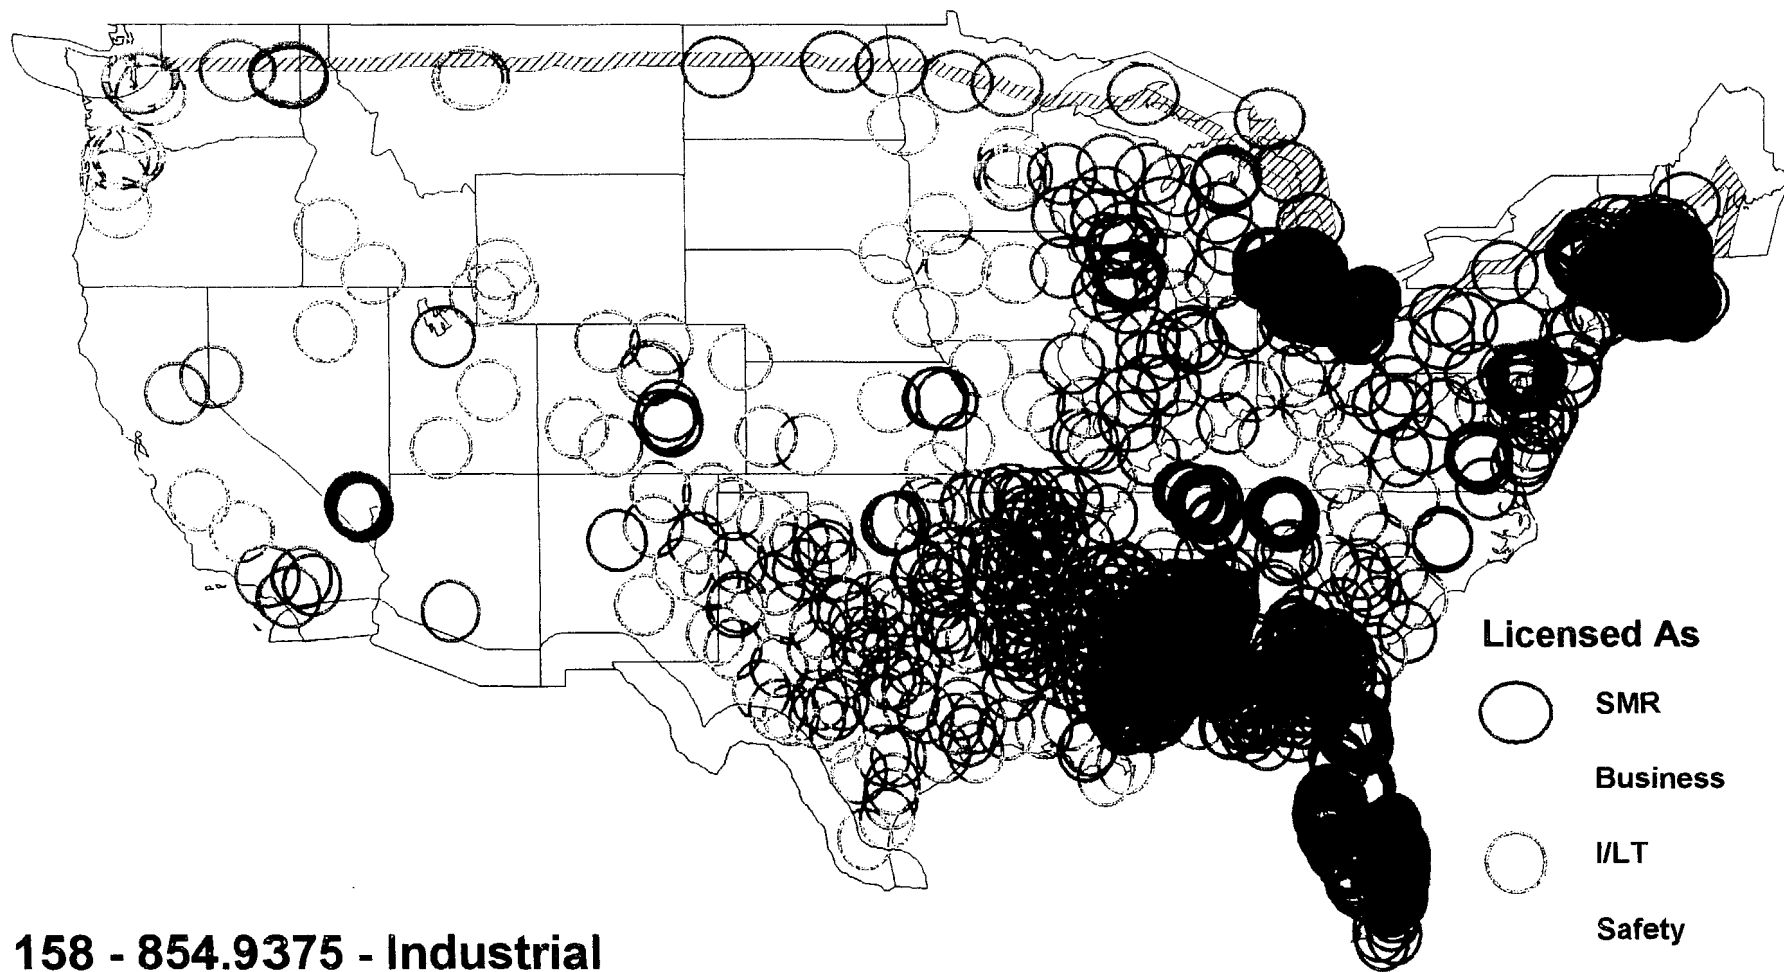 Licensed As
SMR
Business
I/LT
Safety
158 - 854.9375 - Industrial